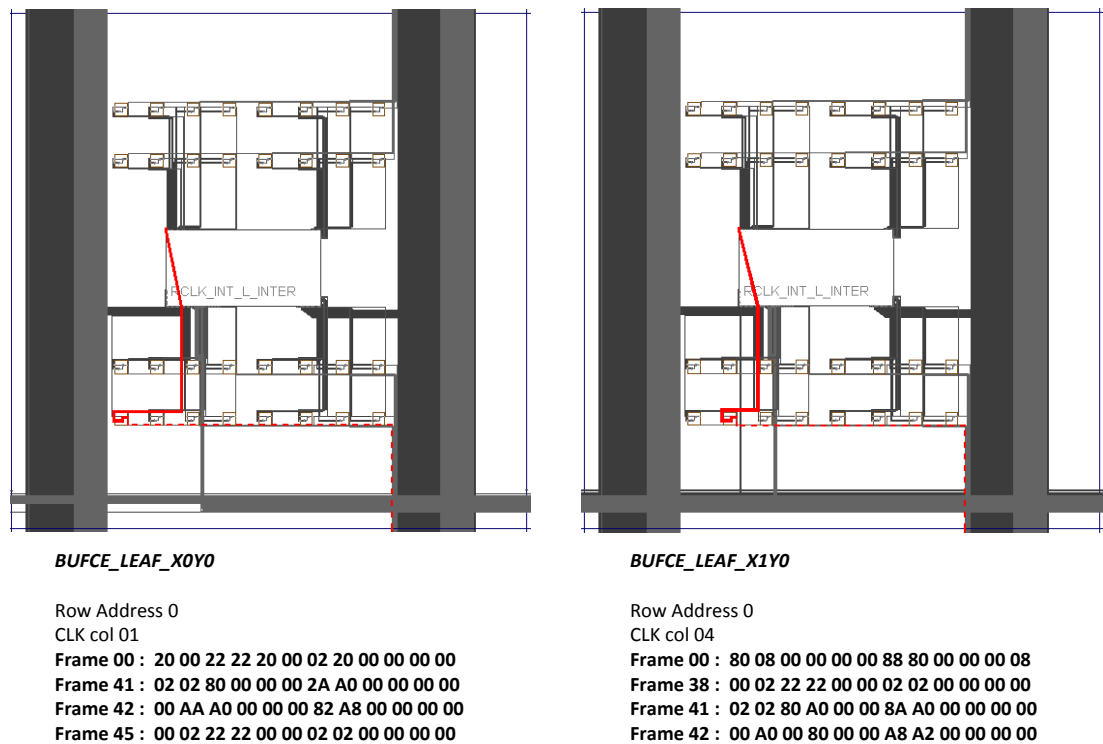 RCLK_INT_L_INTER
RCLK_INT_L_INTER
BUFCE_LEAF_X0Y0
Row Address 0
CLK col 01
Frame 00 : 20 00 22 22 20 00 02 20 00 00 00 00
Frame 41 : 02 02 80 00 00 00 2A A0 00 00 00 00
Frame 42 : 00 AA A0 00 00 00 82 A8 00 00 00 00
Frame 45 : 00 02 22 22 00 00 02 02 00 00 00 00
BUFCE_LEAF_X1Y0
Row Address 0
CLK col 04
Frame 00 : 80 08 00 00 00 00 88 80 00 00 00 08
Frame 38 : 00 02 22 22 00 00 02 02 00 00 00 00
Frame 41 : 02 02 80 A0 00 00 8A A0 00 00 00 00
Frame 42 : 00 A0 00 80 00 00 A8 A2 00 00 00 00